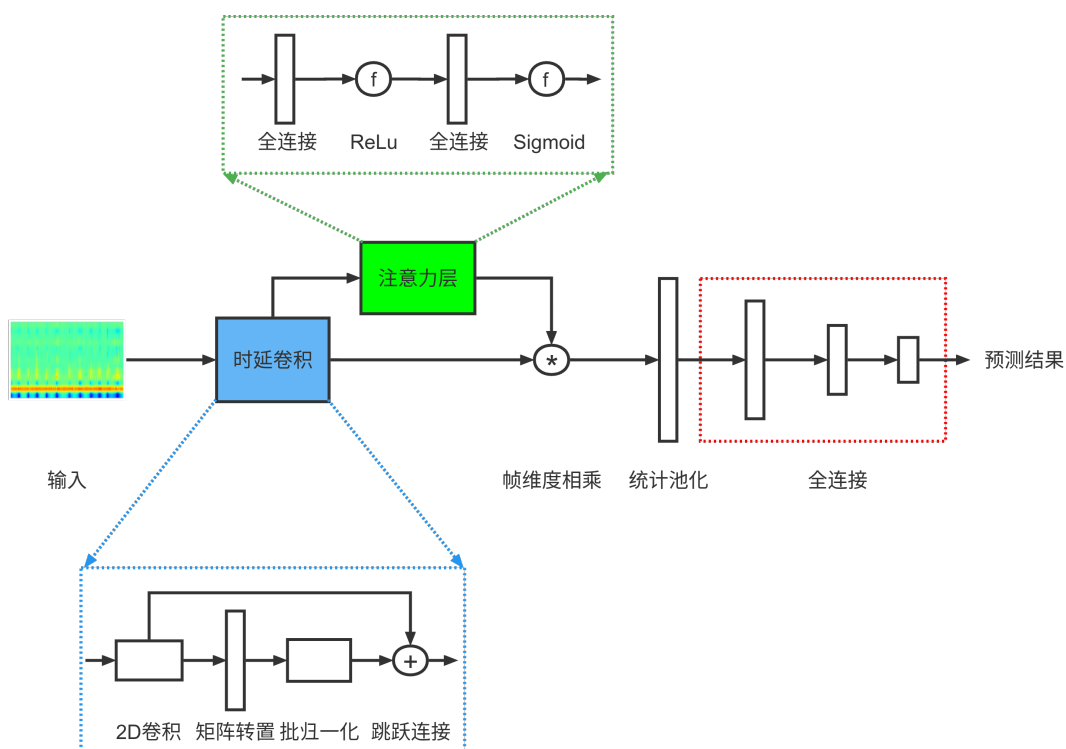 f
f
全连接
ReLu
全连接
Sigmoid
注意力层
时延卷积
*
预测结果
输入
帧维度相乘
统计池化
全连接
+
2D卷积
矩阵转置
批归一化
跳跃连接